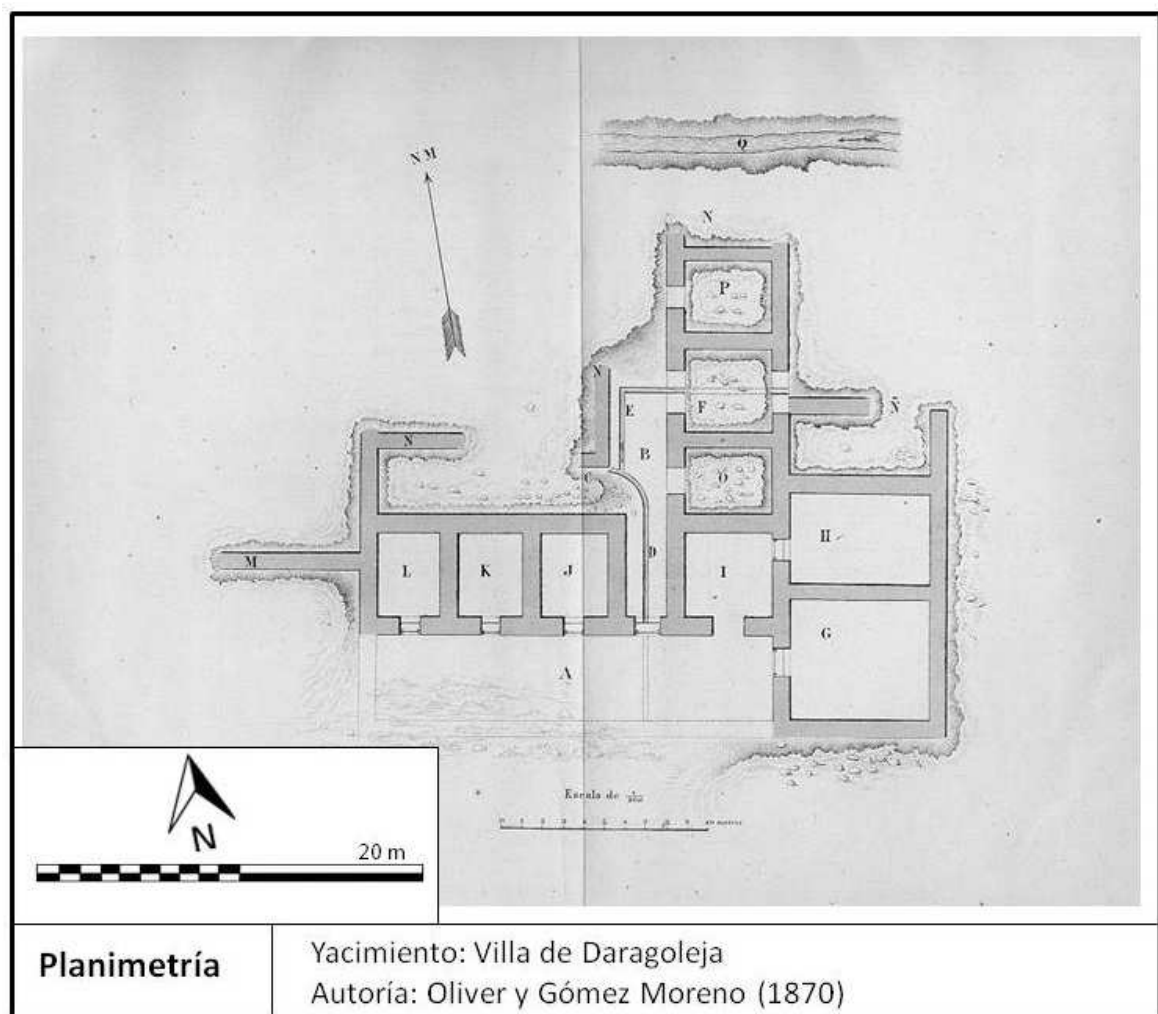 Q
N M
N
P
N
E
F
Ñ
B
N
C
O
H
D
M
L
K
J
I
G
A
Escala de
N
20 m
Planimetría
Yacimiento: Villa de Daragoleja
Autoría: Oliver y Gómez Moreno (1870)